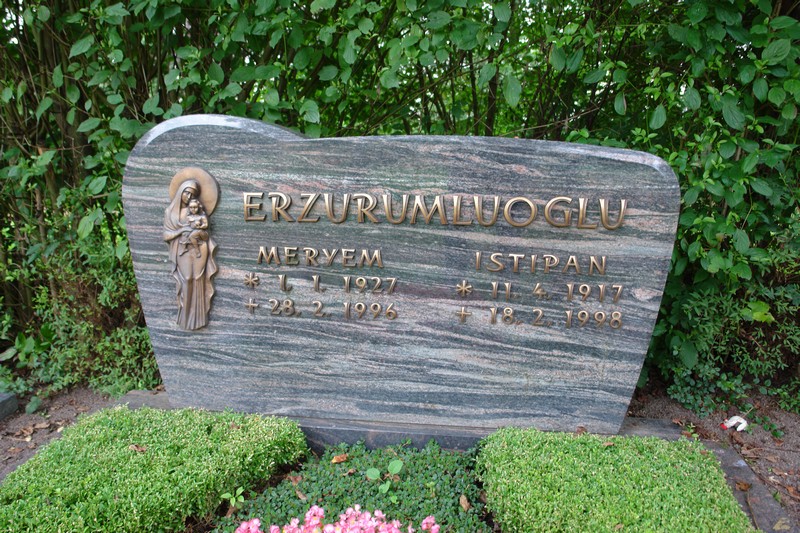 ERZURUMLUOGLU
MERYEM ISTIPAN
* 1. 1. 1927 * 11. 4. 1917
+ 28. 2. 1996 + 18. 2. 1998